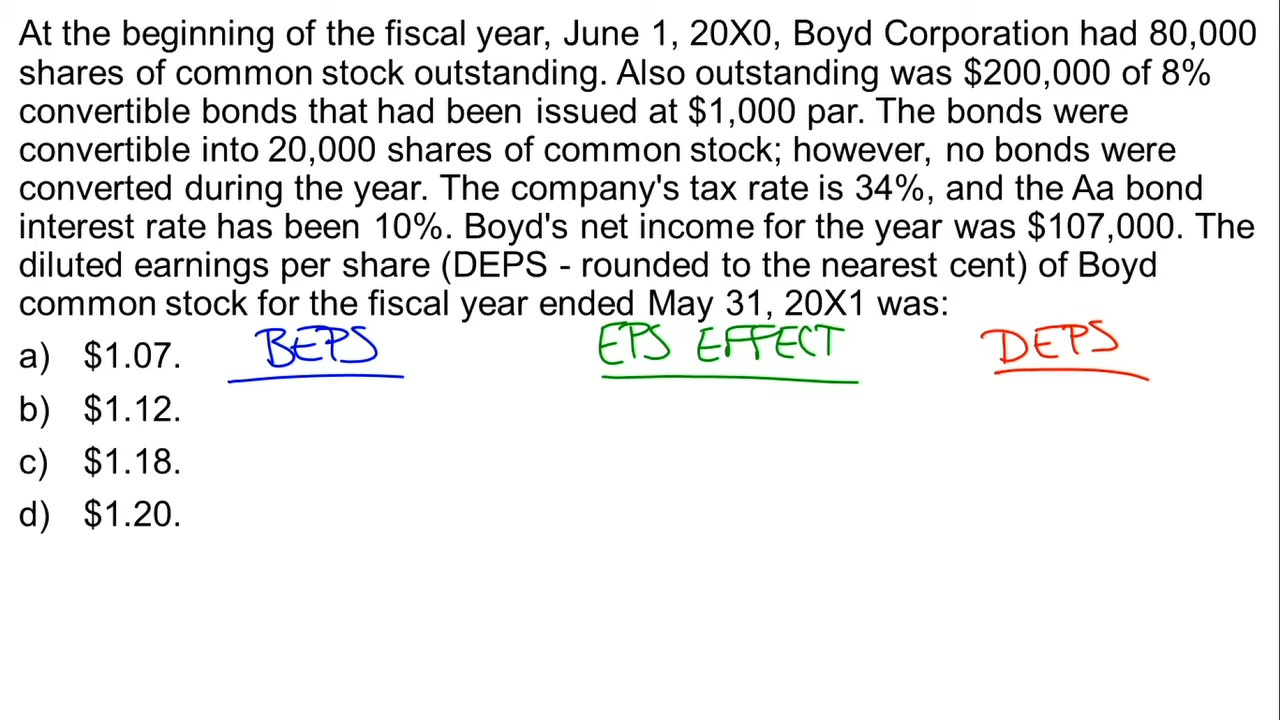 At the beginning of the fiscal year, June 1, 20X0, Boyd Corporation had 80,000
shares of common stock outstanding. Also outstanding was $200,000 of 8%
convertible bonds that had been issued at $1,000 par. The bonds were
convertible into 20,000 shares of common stock; however, no bonds were
converted during the year. The company's tax rate is 34%, and the Aa bond
interest rate has been 10%. Boyd's net income for the year was $107,000. The
diluted earnings per share (DEPS - rounded to the nearest cent) of Boyd
common stock for the fiscal year ended May 31, 20X1 was:
BEPS EPS EFFECT DEPS
a) $1.07.
b) $1.12.
c) $1.18.
d) $1.20.